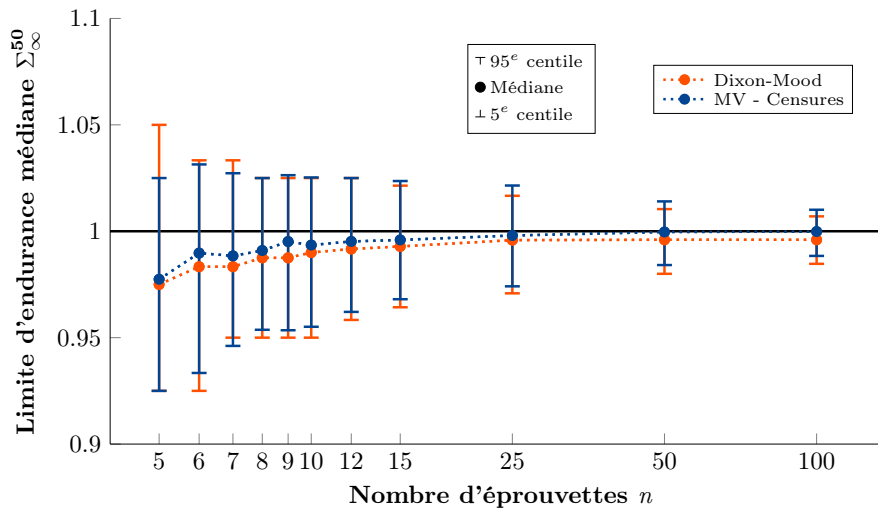 1.1
1.05
1
0.95
0.9
Limite d'endurance médiane Σ∞^50
⊤ 95e centile
● Médiane
⊥ 5e centile
Dixon-Mood
MV - Censures
5 6 7 8 9 10 12 15 25 50 100
Nombre d'éprouvettes n